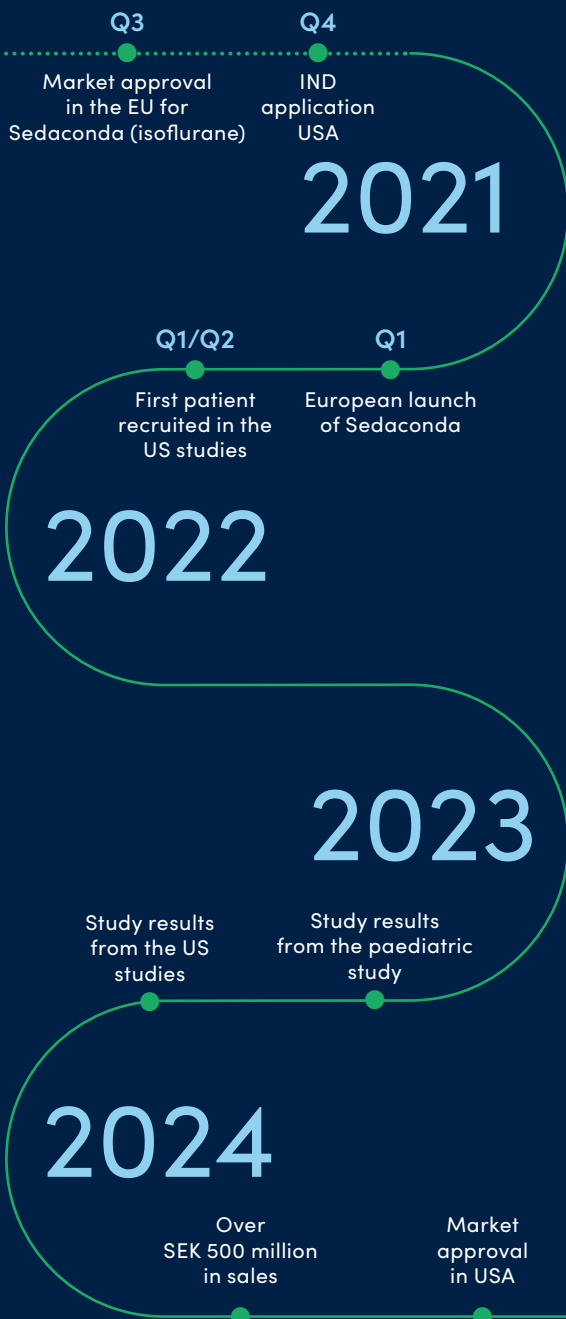 Q3
Market approval
in the EU for
Sedaconda (isoflurane)
Q4
IND
application
USA
2021
Q1/Q2
First patient
recruited in the
US studies
Q1
European launch
of Sedaconda
2022
2023
Study results
from the US
studies
Study results
from the paediatric
study
2024
Over
SEK 500 million
in sales
Market
approval
in USA